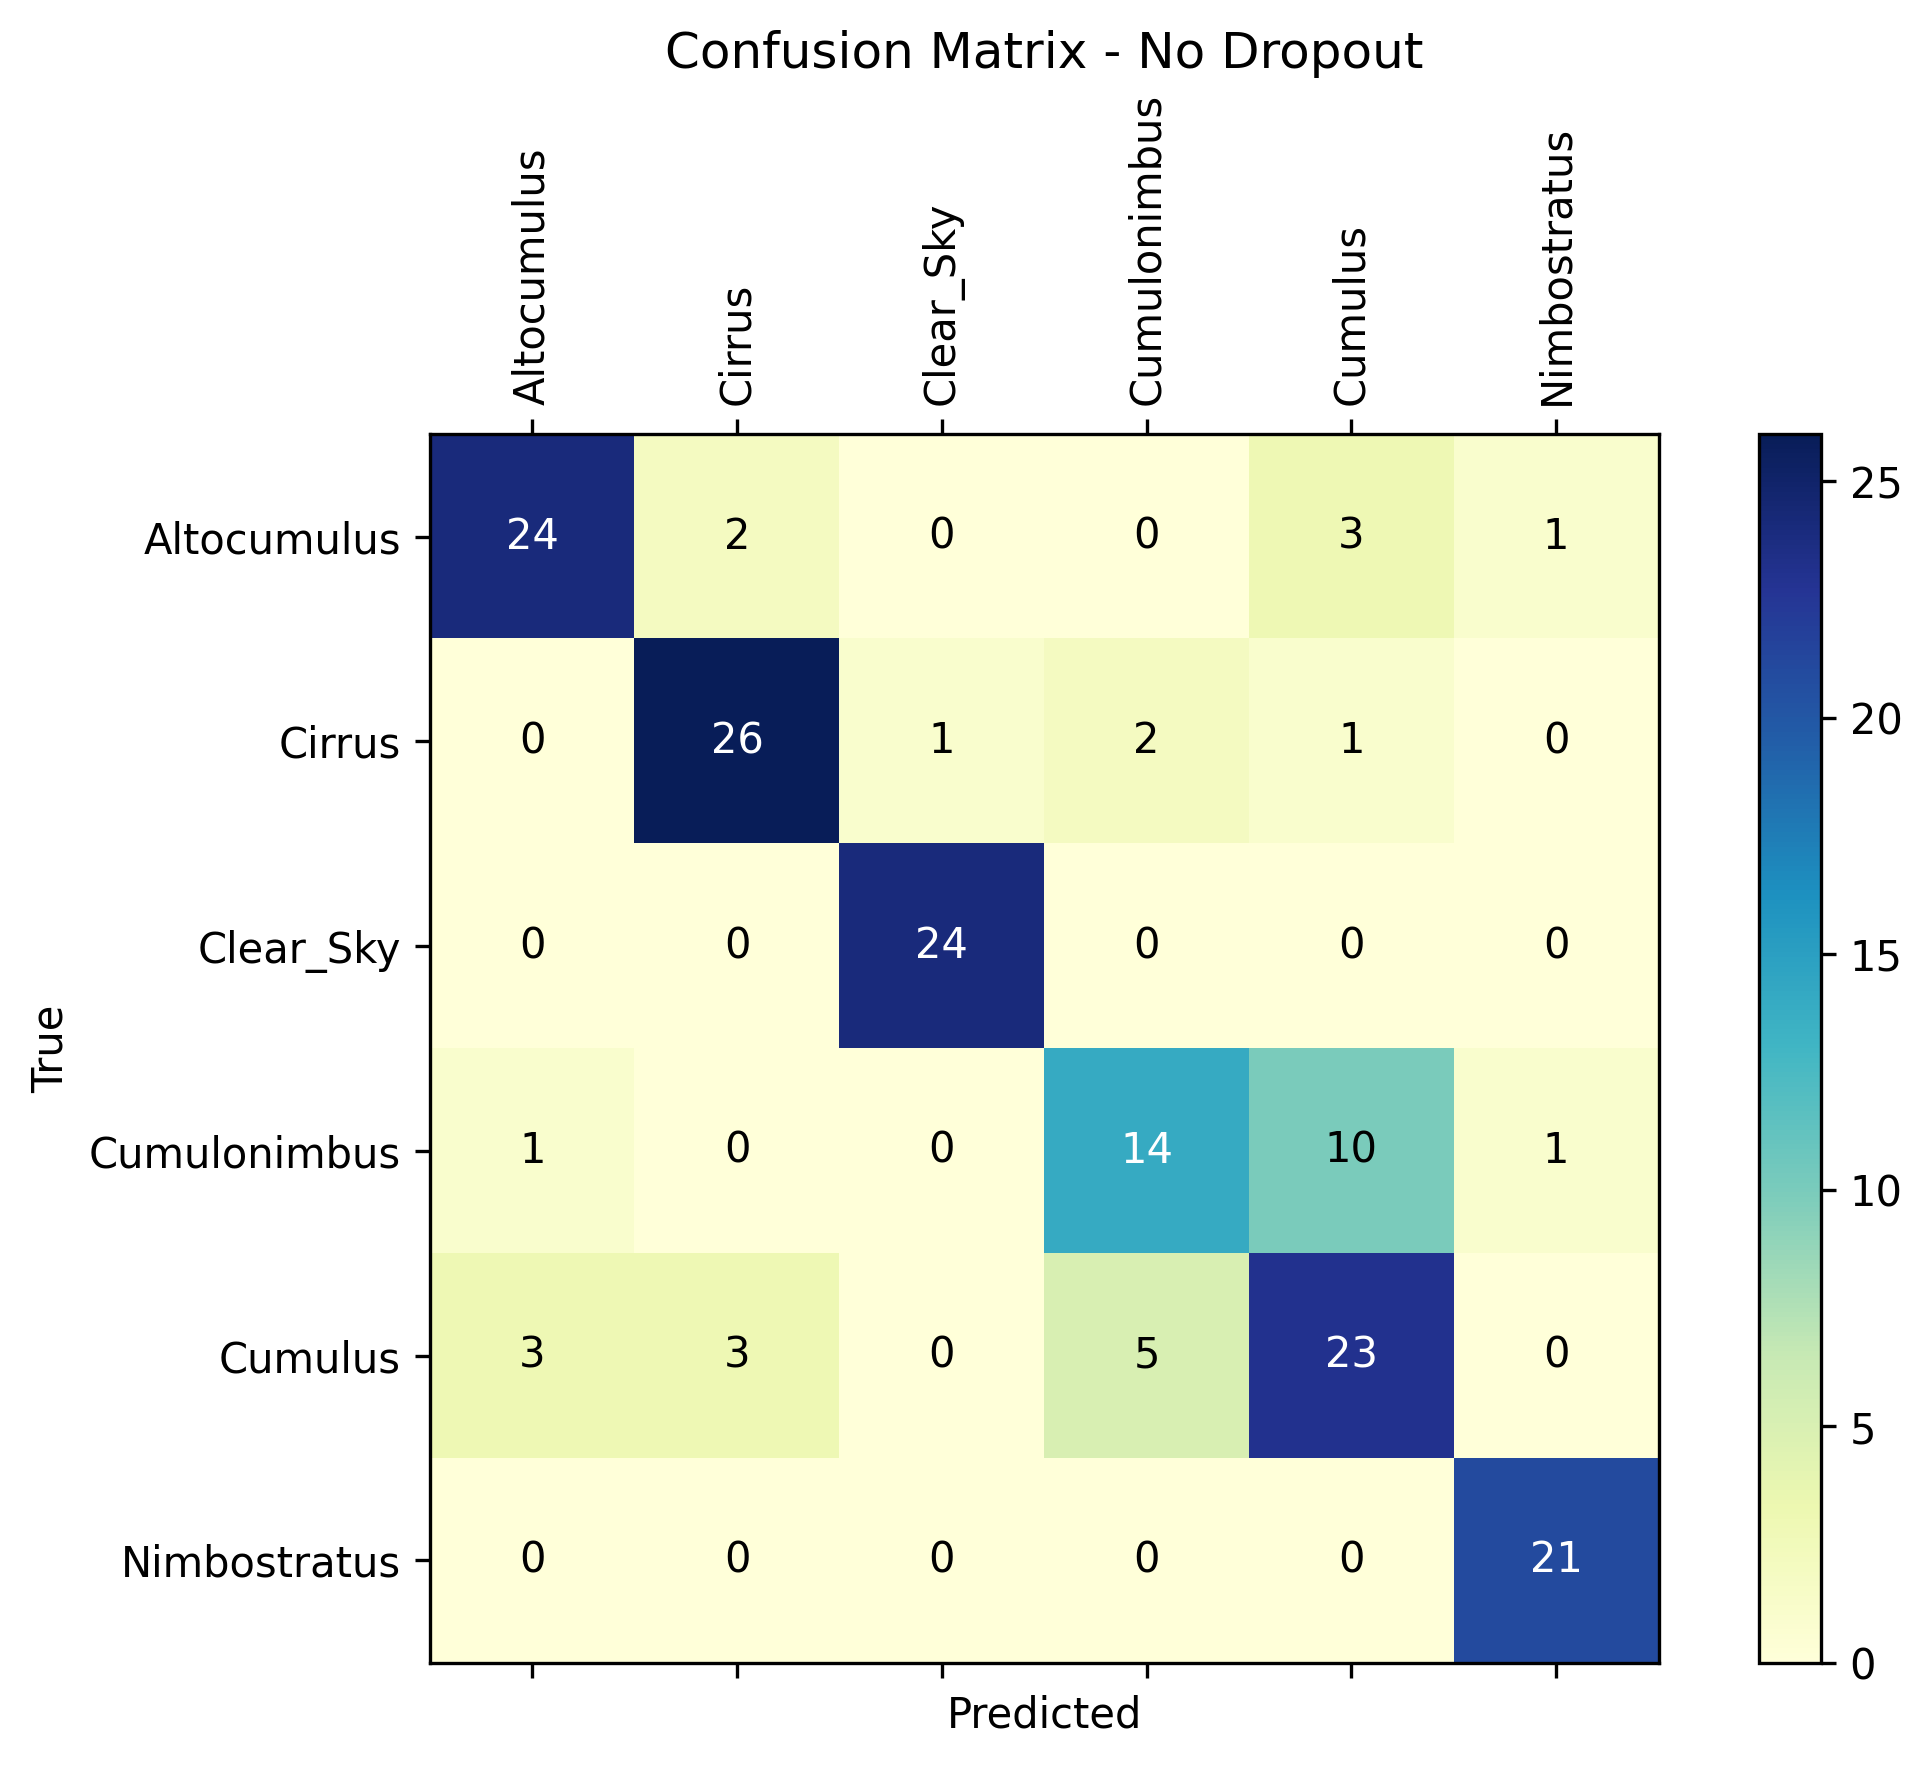 Confusion Matrix - No Dropout
Altocumulus
Cirrus
Clear_Sky
Cumulonimbus
Cumulus
Nimbostratus
Altocumulus 24 2 0 0 3 1
Cirrus 0 26 1 2 1 0
Clear_Sky 0 0 24 0 0 0
Cumulonimbus 1 0 0 14 10 1
Cumulus 3 3 0 5 23 0
Nimbostratus 0 0 0 0 0 21
True
Predicted
25
20
15
10
5
0